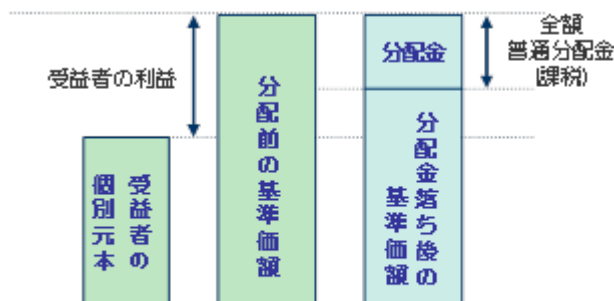 全額
普通分配金
(課税)
分配金
受益者の利益
分配前の基準価額
分配金落ち後の
基準価額
受益者の
個別元本